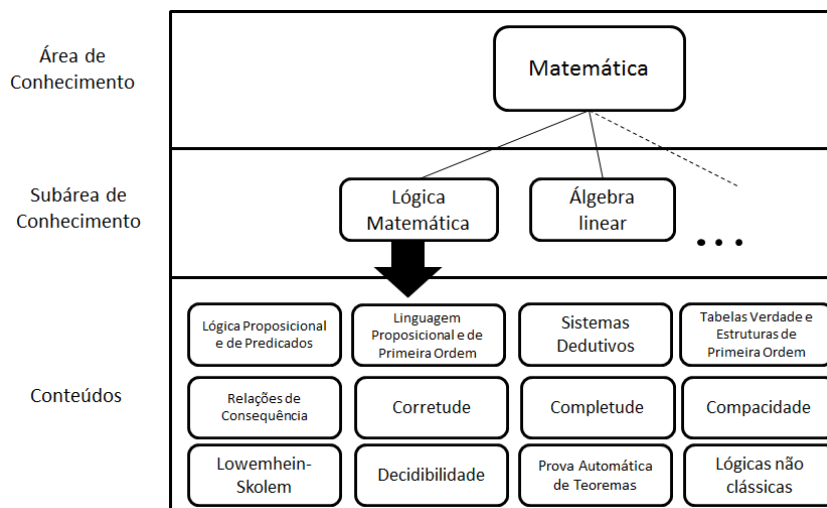 Área de
Conhecimento
Matemática
Subárea de
Conhecimento
Lógica
Matemática
Álgebra
linear
...
Conteúdos
Lógica Proposicional
e de Predicados
Linguagem
Proposicional e de
Primeira Ordem
Sistemas
Dedutivos
Tabelas Verdade e
Estruturas de
Primeira Ordem
Relações de
Consequência
Corretude
Completude
Compacidade
Lowemhein-
Skolem
Decidibilidade
Prova Automática
de Teoremas
Lógicas não
clássicas